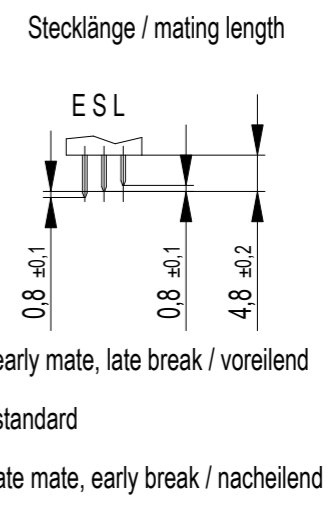 Stecklänge / mating length
E S L
0,8 ±0,1
0,8 ±0,1
4,8 ±0,2
early mate, late break / voreilend
standard
ate mate, early break / nacheilend